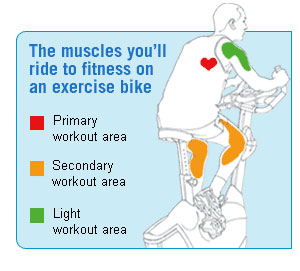 The muscles you'll
ride to fitness on
an exercise bike
Primary
workout area
Secondary
workout area
Light
workout area